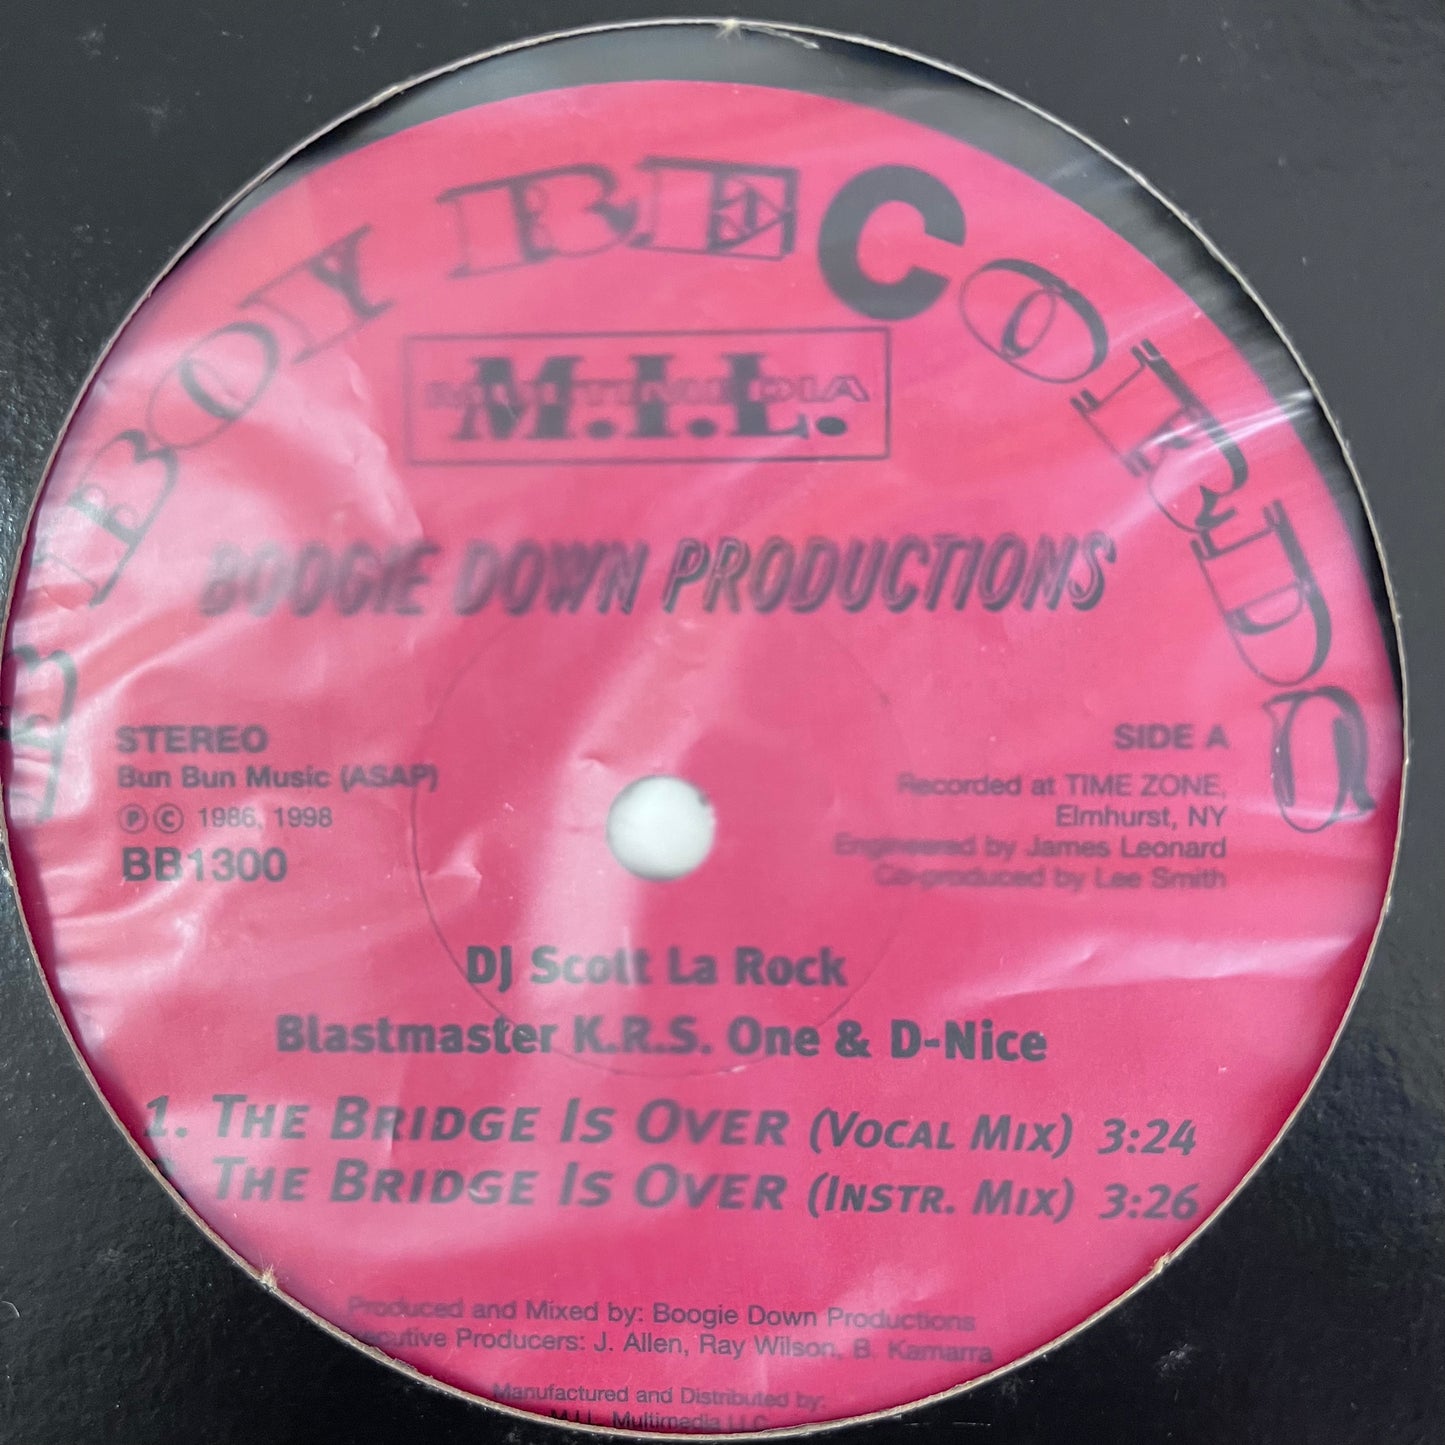 B BOY RECORDS
M.I.L.
MULTIMEDIA
BOOGIE DOWN PRODUCTIONS
STEREO
Bun Bun Music (ASAP)
Ⓟ © 1986, 1998
BB1300
SIDE A
Recorded at TIME ZONE,
Elmhurst, NY
Engineered by James Leonard
Co-produced by Lee Smith
DJ Scott La Rock
Blastmaster K.R.S. One & D-Nice
1. THE BRIDGE IS OVER (VOCAL MIX) 3:24
THE BRIDGE IS OVER (INSTR. MIX) 3:26
Produced and Mixed by: Boogie Down Productions
Producers: J. Allen, Ray Wilson, B. Kamarra
Manufactured and Distributed by:
M.I.L. Multimedia LLC